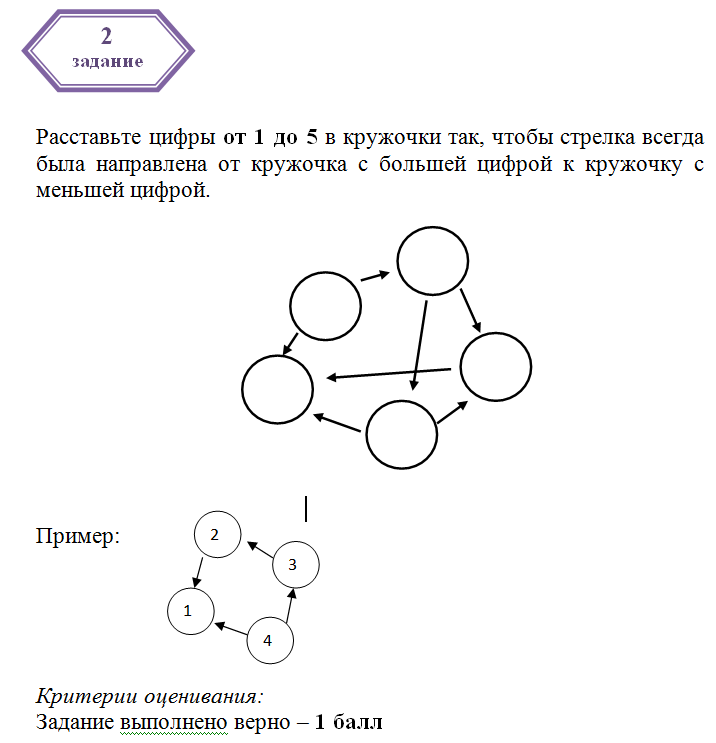 2
задание
Расставьте цифры от 1 до 5 в кружочки так, чтобы стрелка всегда
была направлена от кружочка с большей цифрой к кружочку с
меньшей цифрой.
Пример:
2
3
1
4
Критерии оценивания:
Задание выполнено верно – 1 балл